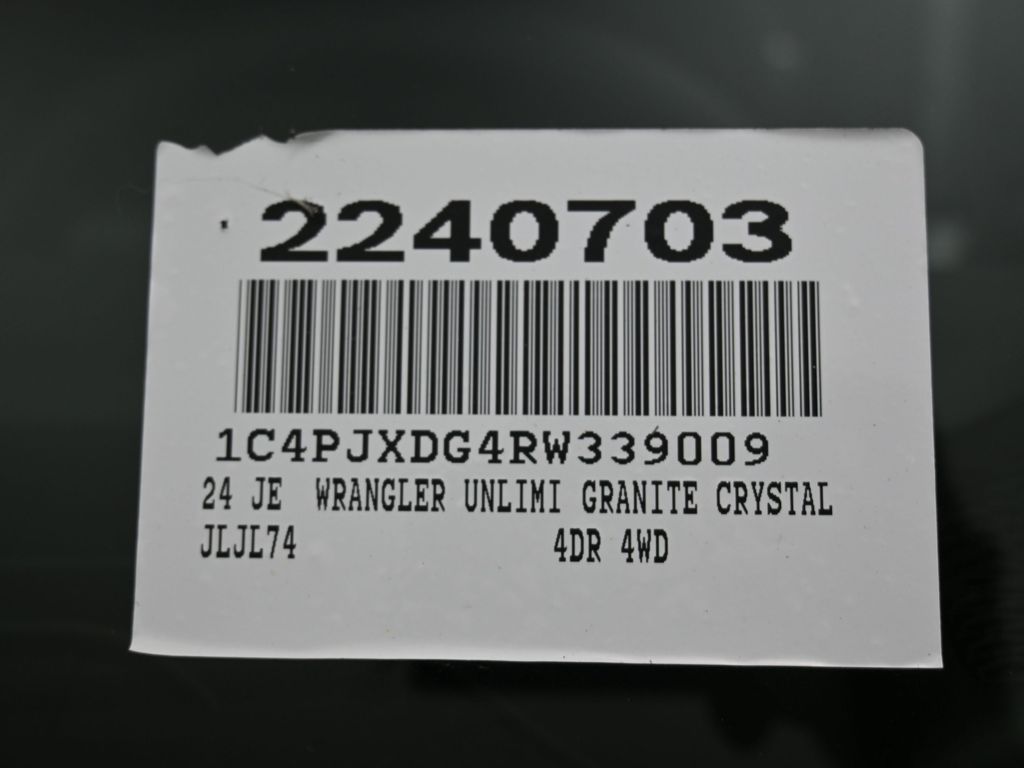 2240703
1C4PJXDG4RW339009
24 JE WRANGLER UNLIMI GRANITE CRYSTAL
JLJL74 4DR 4WD